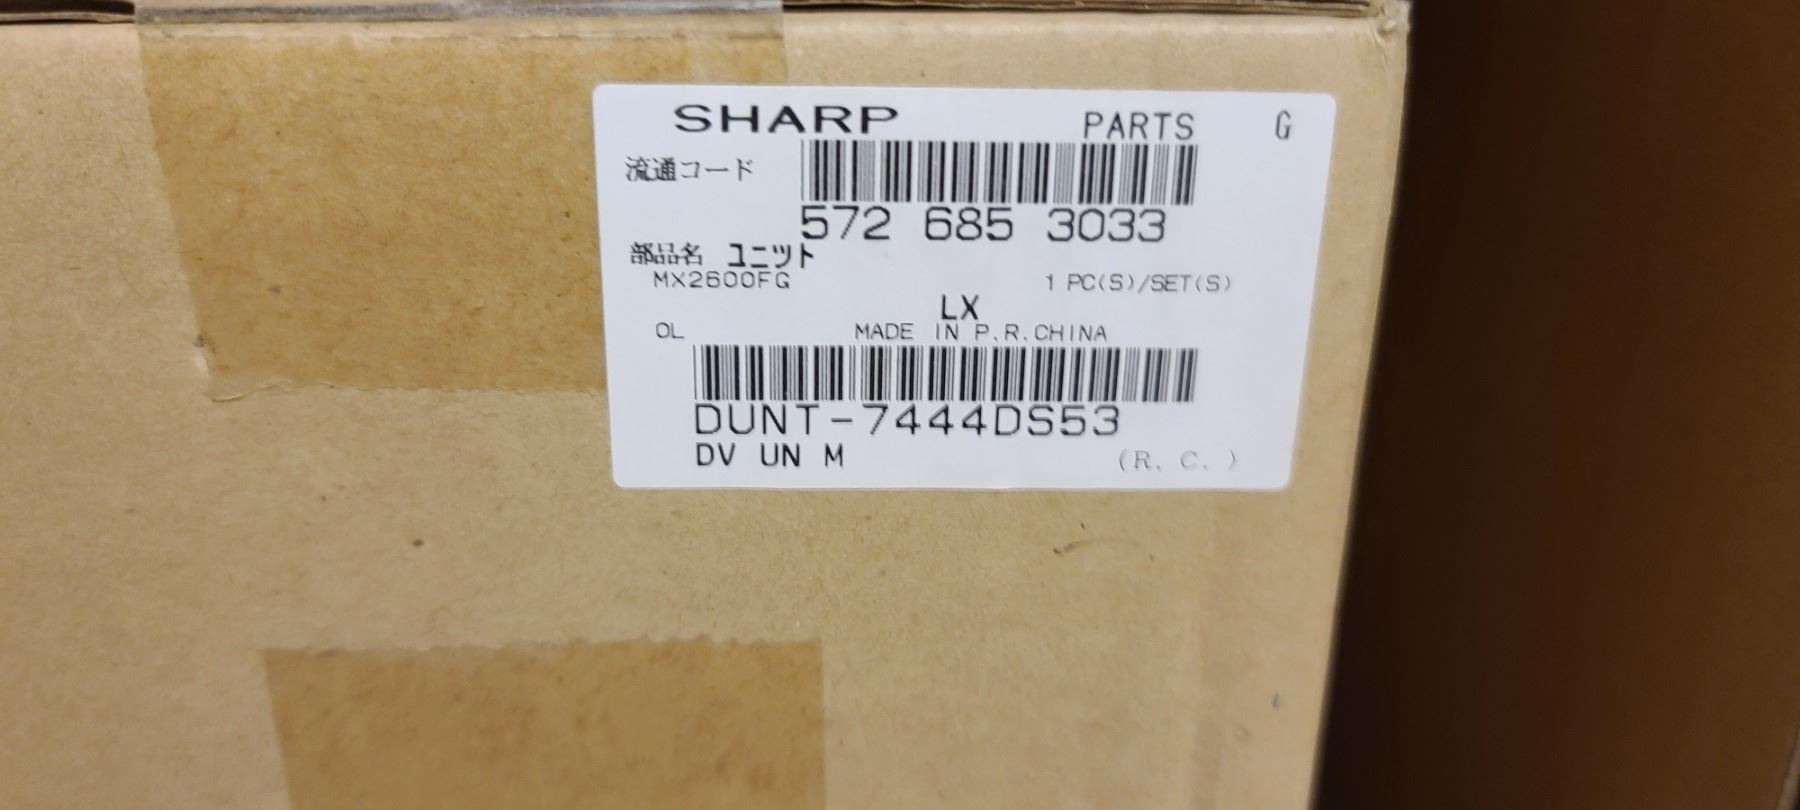 SHARP PARTS G
流通コード
572 685 3033
部品名 ユニット
MX2600FG 1 PC(S)/SET(S)
LX
OL MADE IN P.R.CHINA
DUNT-7444DS53
DV UN M (R. C. )